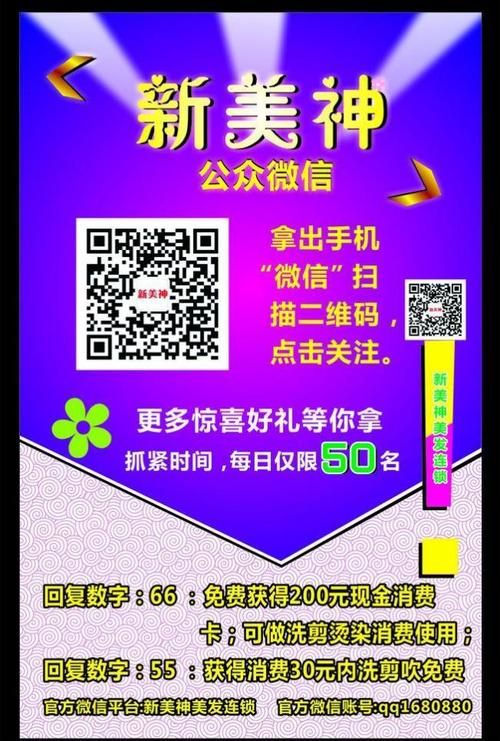 新美神
公众微信
新美神
拿出手机
“微信”扫
描二维码，
点击关注。
新美神美发连锁
更多惊喜好礼等你拿
抓紧时间，每日仅限50名
回复数字：66：免费获得200元现金消费
卡；可做洗剪烫染消费使用；
回复数字：55：获得消费30元内洗剪吹免费
官方微信平台:新美神美发连锁 官方微信账号:qq1680880